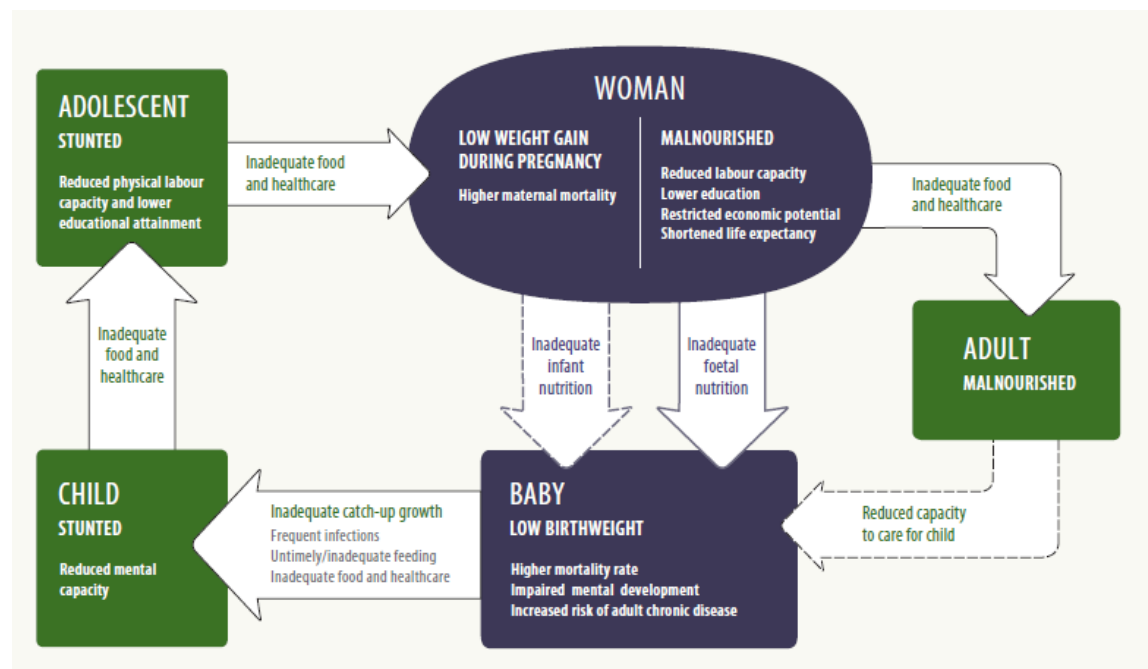 ADOLESCENT
STUNTED
Reduced physical labour
capacity and lower
educational attainment
Inadequate food
and healthcare
WOMAN
LOW WEIGHT GAIN
DURING PREGNANCY
Higher maternal mortality
MALNOURISHED
Reduced labour capacity
Lower education
Restricted economic potential
Shortened life expectancy
Inadequate food
and healthcare
Inadequate
food and
healthcare
Inadequate
infant
nutrition
Inadequate
foetal
nutrition
ADULT
MALNOURISHED
CHILD
STUNTED
Reduced mental
capacity
Inadequate catch-up growth
Frequent infections
Untimely/inadequate feeding
Inadequate food and healthcare
BABY
LOW BIRTHWEIGHT
Higher mortality rate
Impaired mental development
Increased risk of adult chronic disease
Reduced capacity
to care for child